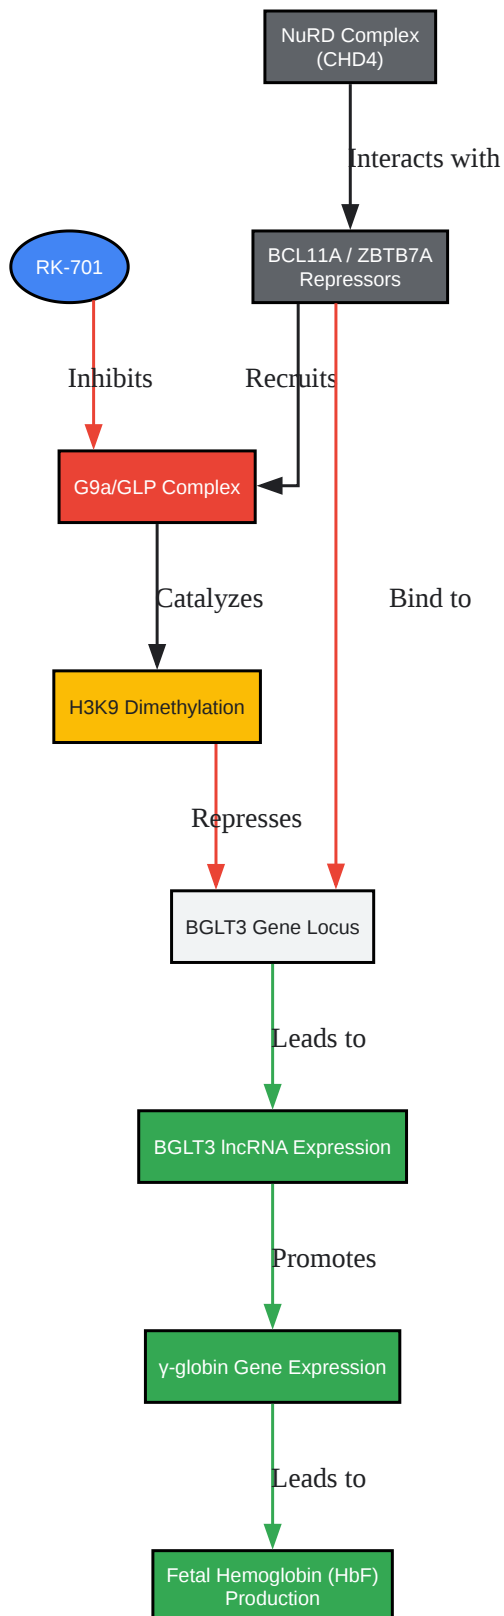 NuRD Complex
(CHD4)
Interacts with
RK-701
BCL11A / ZBTB7A
Repressors
Inhibits
Recruits
G9a/GLP Complex
Catalyzes
Bind to
H3K9 Dimethylation
Represses
BGLT3 Gene Locus
Leads to
BGLT3 lncRNA Expression
Promotes
γ-globin Gene Expression
Leads to
Fetal Hemoglobin (HbF)
Production